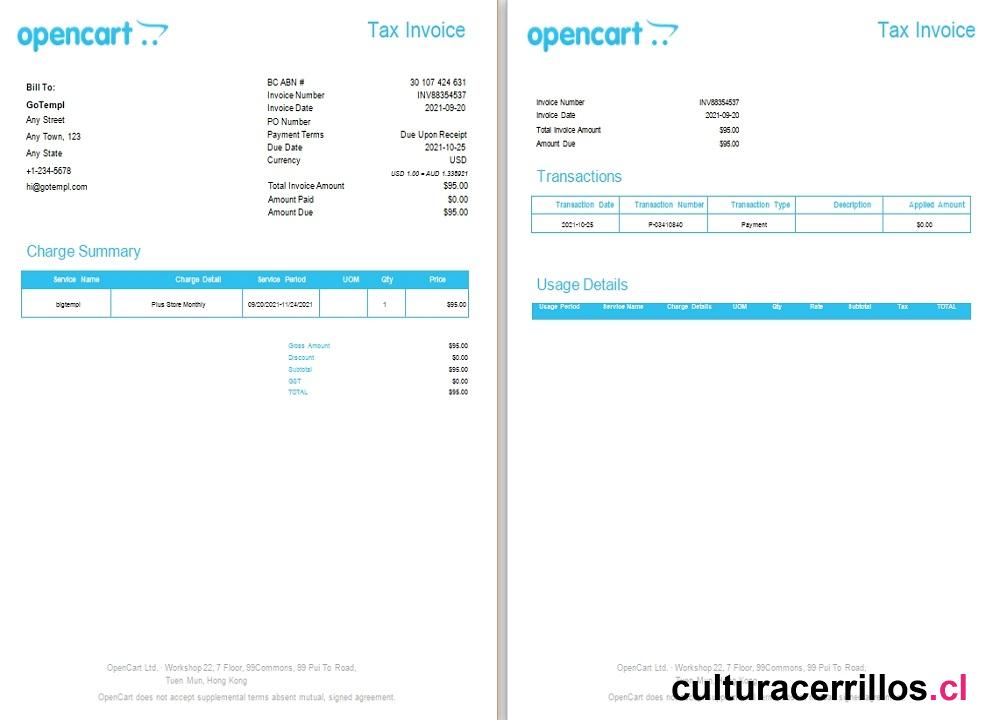 opencart
Tax Invoice
Bill To:
GoTempl
Any Street
Any Town, 123
Any State
+1-234-5678
hi@gotempl.com
BC ABN # 30 107 424 631
Invoice Number INV88354537
Invoice Date 2021-09-20
PO Number
Payment Terms Due Upon Receipt
Due Date 2021-10-25
Currency USD
USD 1.00 = AUD 1.338921
Total Invoice Amount $95.00
Amount Paid $0.00
Amount Due $95.00
Charge Summary
Service Name Charge Detail Service Period UOM Qty Price
bigtempl Plus Store Monthly 09/20/2021-11/24/2021 1 $95.00
Gross Amount $95.00
Discount $0.00
Subtotal $95.00
GST $0.00
TOTAL $95.00
OpenCart Ltd. · Workshop 22, 7 Floor, 99Commons, 99 Pui To Road,
Tuen Mun, Hong Kong
OpenCart does not accept supplemental terms absent mutual, signed agreement.
opencart
Tax Invoice
Invoice Number INV88354537
Invoice Date 2021-09-20
Total Invoice Amount $95.00
Amount Due $95.00
Transactions
Transaction Date Transaction Number Transaction Type Description Applied Amount
2021-10-25 P-03410840 Payment $0.00
Usage Details
Usage Period Service Name Charge Details UOM Qty Rate Subtotal Tax TOTAL
OpenCart Ltd. · Workshop 22, 7 Floor, 99Commons, 99 Pui To Road,
OpenCart does
culturacerrillos.cl